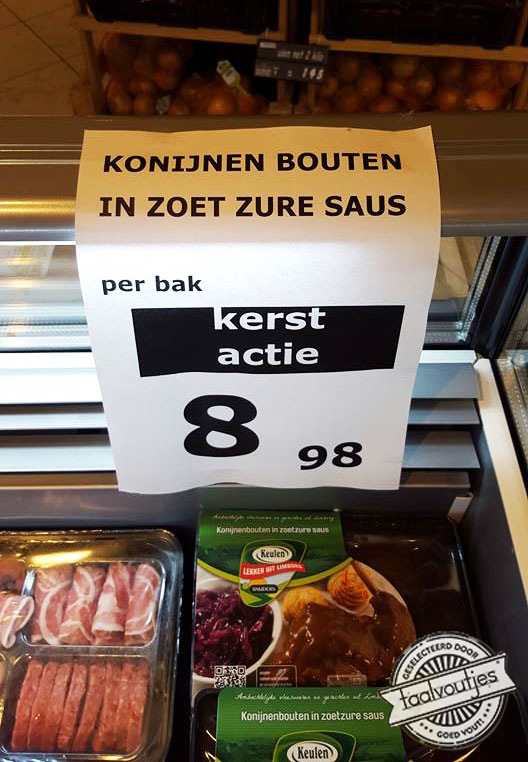 KONIJNEN BOUTEN
IN ZOET ZURE SAUS
per bak
kerst
actie
8 98
Konijnenbouten in zoetzure saus
Keulen
LEKKER UIT LIMBURG
SPAR
Konijnenbouten in zoetzure saus
Keulen
GESELECTEERD DOOR
taalvoutjes
GOED VOUT!